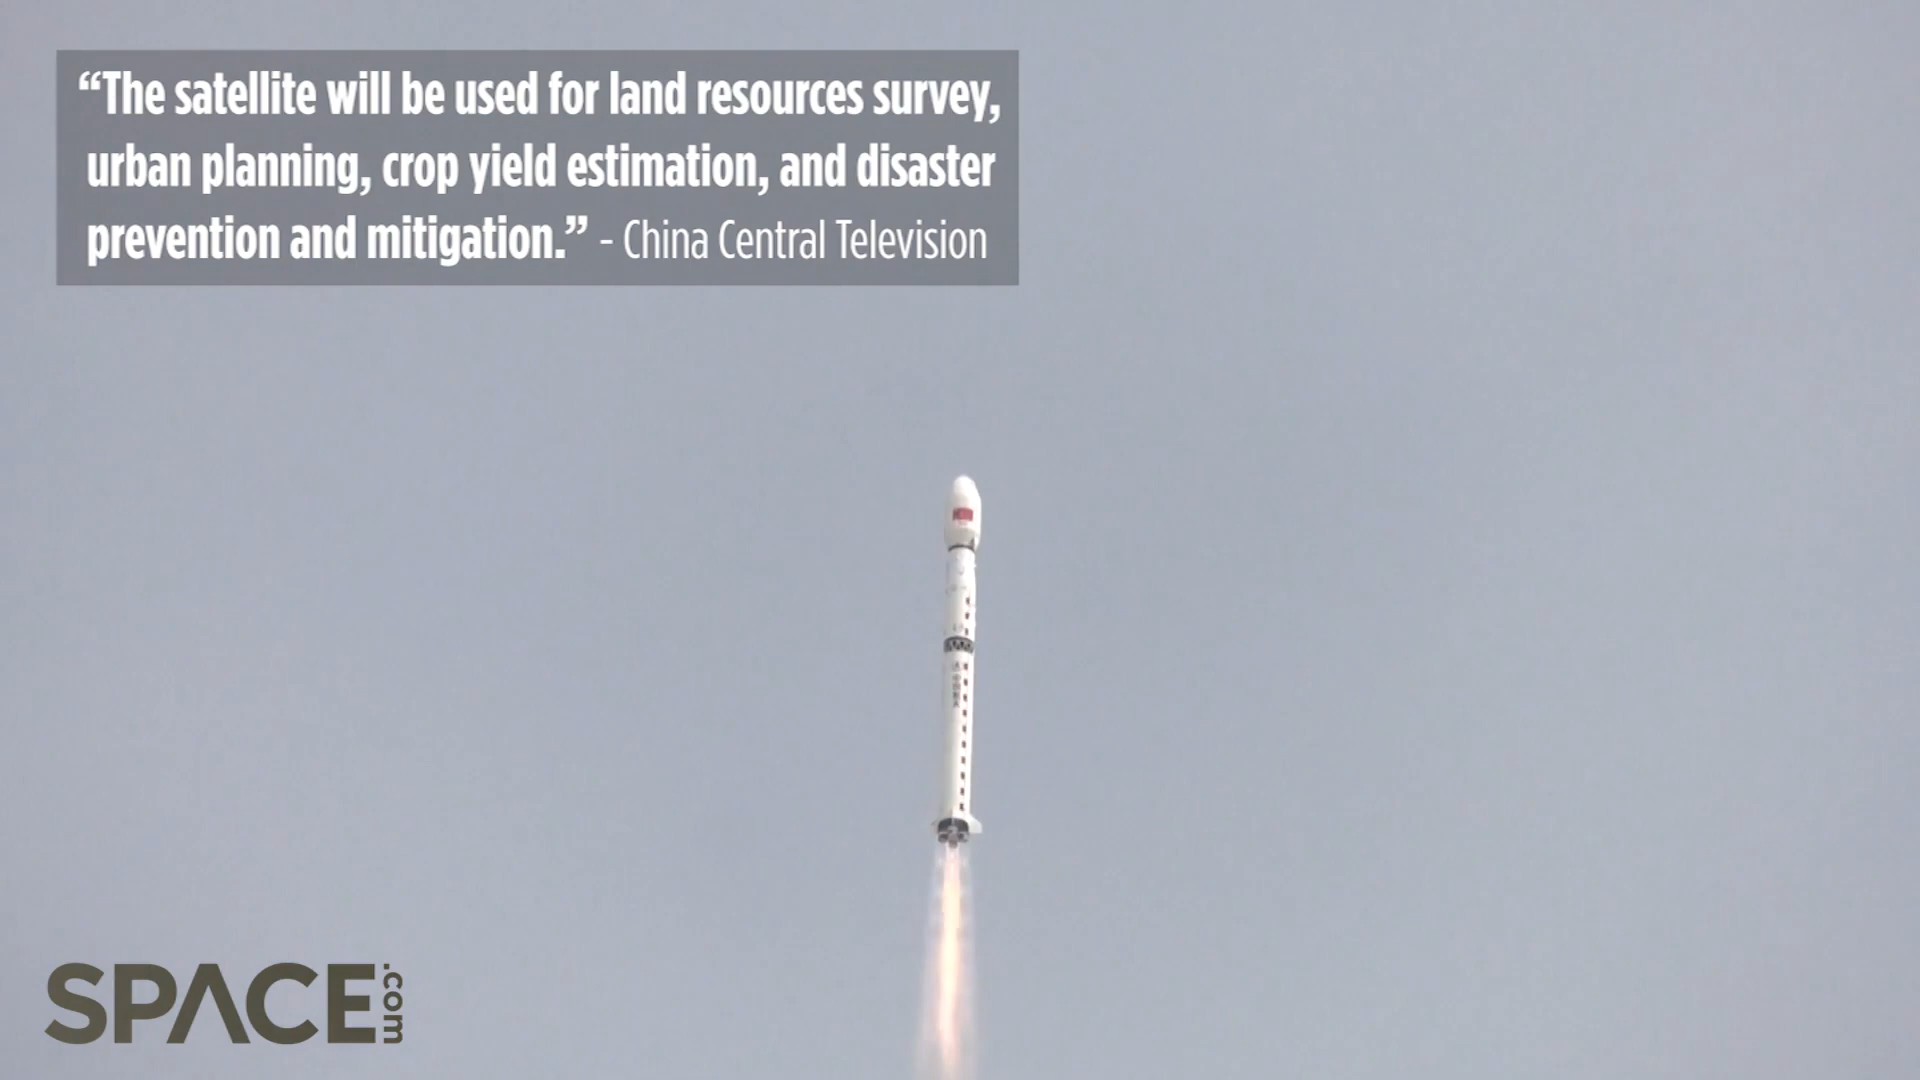 “The satellite will be used for land resources survey,
urban planning, crop yield estimation, and disaster
prevention and mitigation.” - China Central Television
SPACE.com